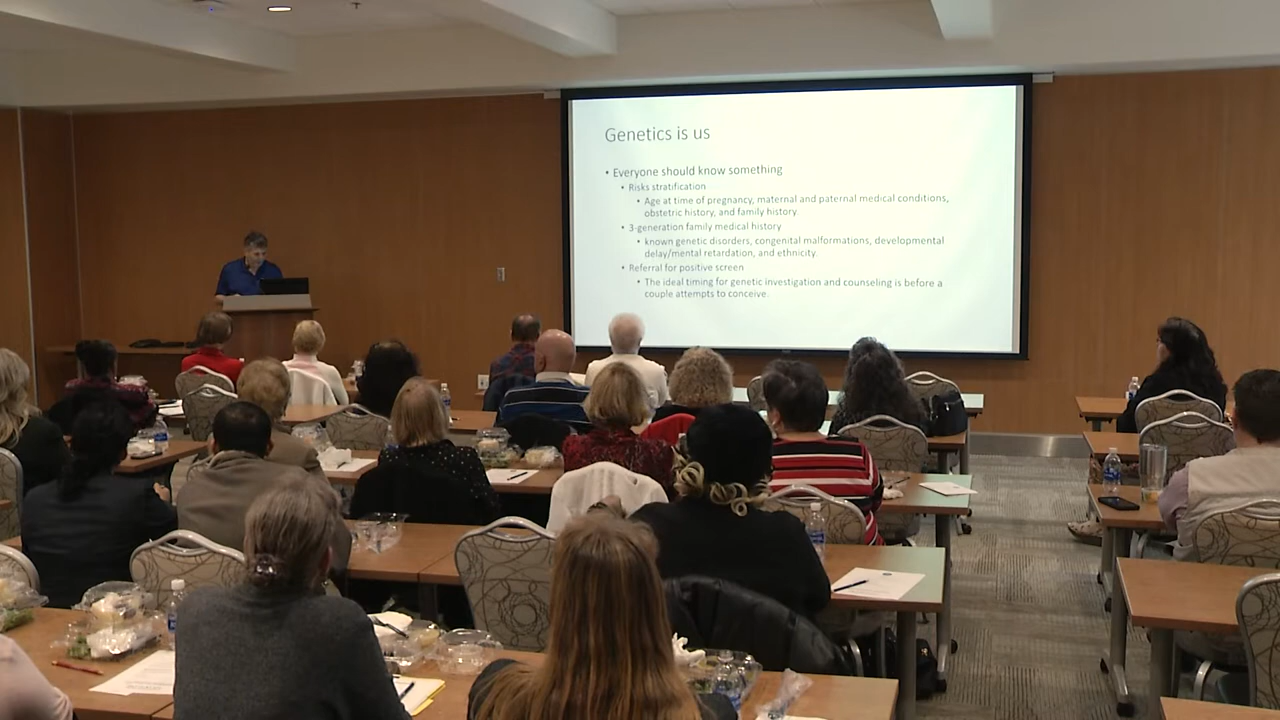 Genetics is us
• Everyone should know something
• Risks stratification
• Age at time of pregnancy, maternal and paternal medical conditions,
obstetric history, and family history.
• 3-generation family medical history
• known genetic disorders, congenital malformations, developmental
delay/mental retardation, and ethnicity.
• Referral for positive screen
• The ideal timing for genetic investigation and counseling is before a
couple attempts to conceive.